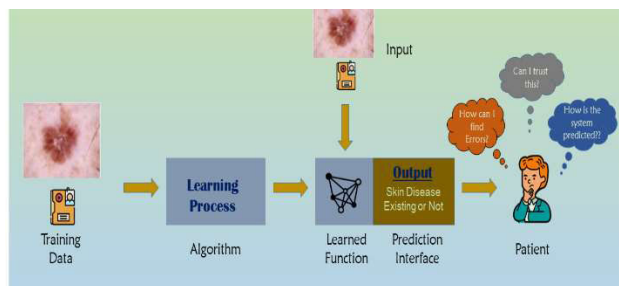 Input
Can I trust
this?
How can I
find
Errors?
How is the
system
predicted??
Learning
Process
Output
Skin Disease
Existing or Not
Training
Data
Algorithm
Learned
Function
Prediction
Interface
Patient